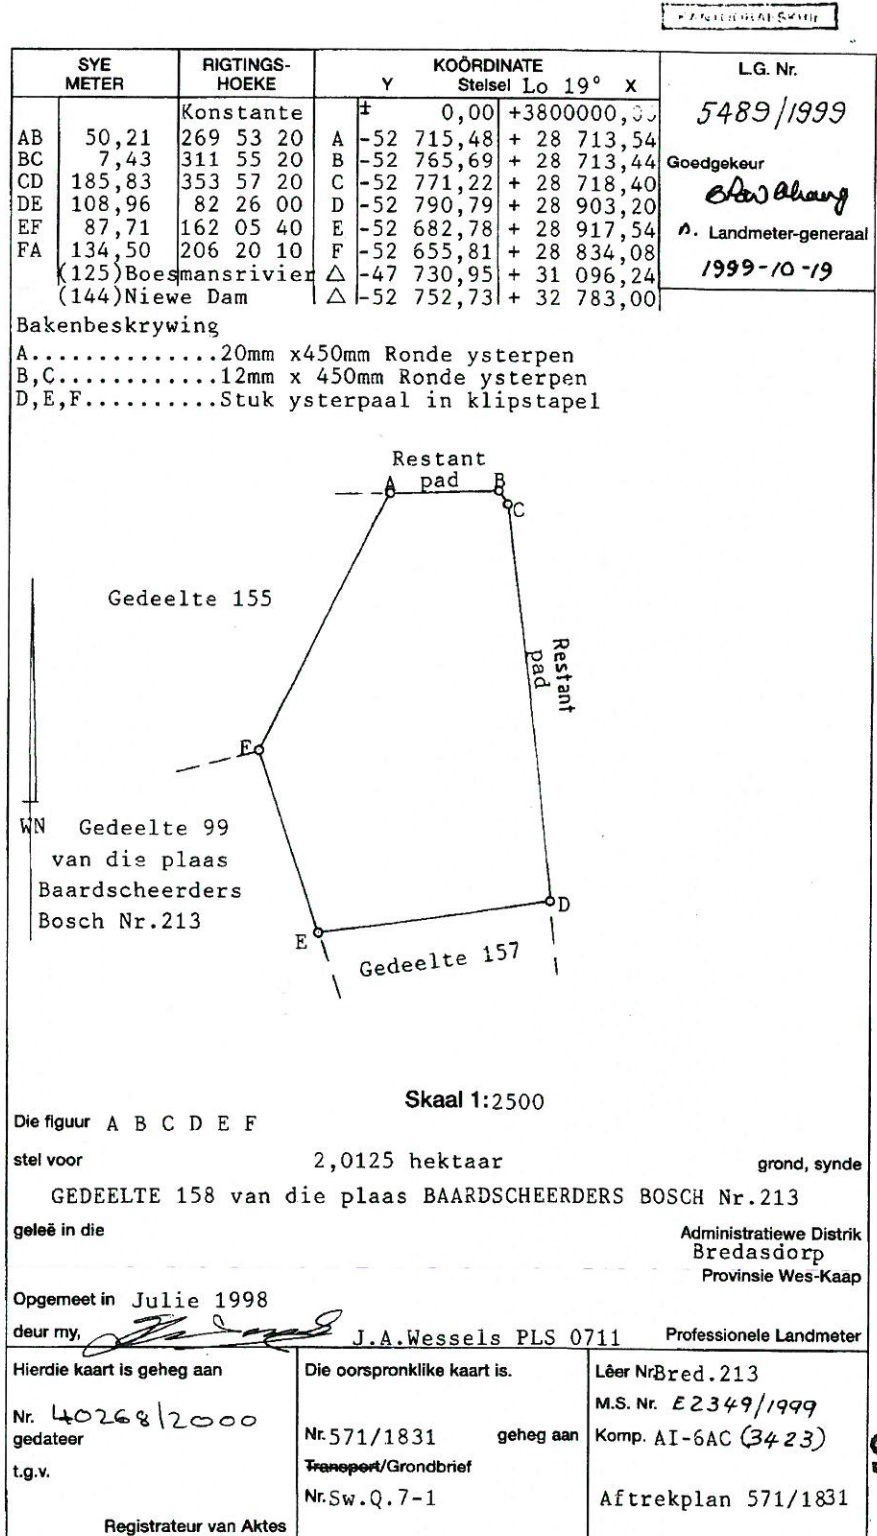 KANTOORAFSKRIF
SYE
METER
RIGTINGS-
HOEKE
KOÖRDINATE
Y Stelsel Lo 19° X
L.G. Nr.
5489/1999
Goedgekeur
n. Landmeter-generaal
1999-10-19
Konstante ± 0,00 +3800000,00
AB 50,21 269 53 20 A -52 715,48 + 28 713,54
BC 7,43 311 55 20 B -52 765,69 + 28 713,44
CD 185,83 353 57 20 C -52 771,22 + 28 718,40
DE 108,96 82 26 00 D -52 790,79 + 28 903,20
EF 87,71 162 05 40 E -52 682,78 + 28 917,54
FA 134,50 206 20 10 F -52 655,81 + 28 834,08
(125)Boesmansrivier △ -47 730,95 + 31 096,24
(144)Niewe Dam △ -52 752,73 + 32 783,00
Bakenbeskrywing
A..............20mm x450mm Ronde ysterpen
B,C............12mm x 450mm Ronde ysterpen
D,E,F..........Stuk ysterpaal in klipstapel
Restant
pad
A
B
C
Gedeelte 155
Restant
pad
F
WN
Gedeelte 99
van die plaas
Baardscheerders
Bosch Nr.213
D
E
Gedeelte 157
Skaal 1:2500
Die figuur A B C D E F
stel voor 2,0125 hektaar grond, synde
GEDEELTE 158 van die plaas BAARDSCHEERDERS BOSCH Nr.213
geleë in die Administratiewe Distrik
Bredasdorp
Provinsie Wes-Kaap
Opgemeet in Julie 1998
deur my, J.A.Wessels PLS 0711 Professionele Landmeter
Hierdie kaart is geheg aan
Nr. 40268/2000
gedateer
t.g.v.
Registrateur van Aktes
Die oorspronklike kaart is.
Nr.571/1831 geheg aan
Transport/Grondbrief
Nr.Sw.Q.7-1
Lêer Nr.Bred.213
M.S. Nr. E2349/1999
Komp. AI-6AC (3423)
Aftrekplan 571/1831